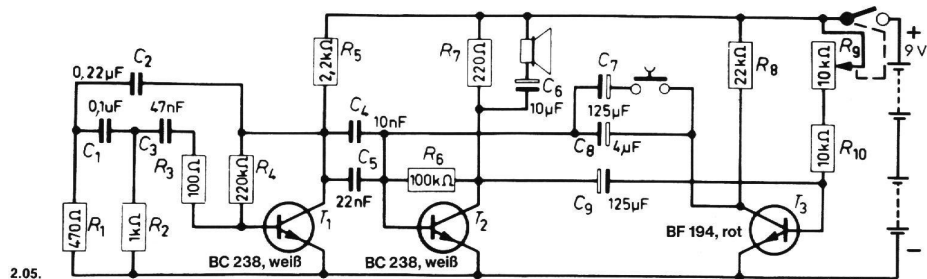 C₂
0,22µF
0,1uF
47nF
C₁
C₃
R₃
100Ω
220kΩ
R₄
470Ω
R₁
1kΩ
R₂
2,2kΩ
R₅
C₄
10nF
C₅
22nF
T₁
BC 238, weiß
R₇
220Ω
C₆
10µF
R₆
100kΩ
T₂
BC 238, weiß
C₇
125µF
C₈
4µF
C₉
125µF
22kΩ
R₈
T₃
BF 194, rot
R₉
10kΩ
10kΩ
R₁₀
+
9V
−
2.05.